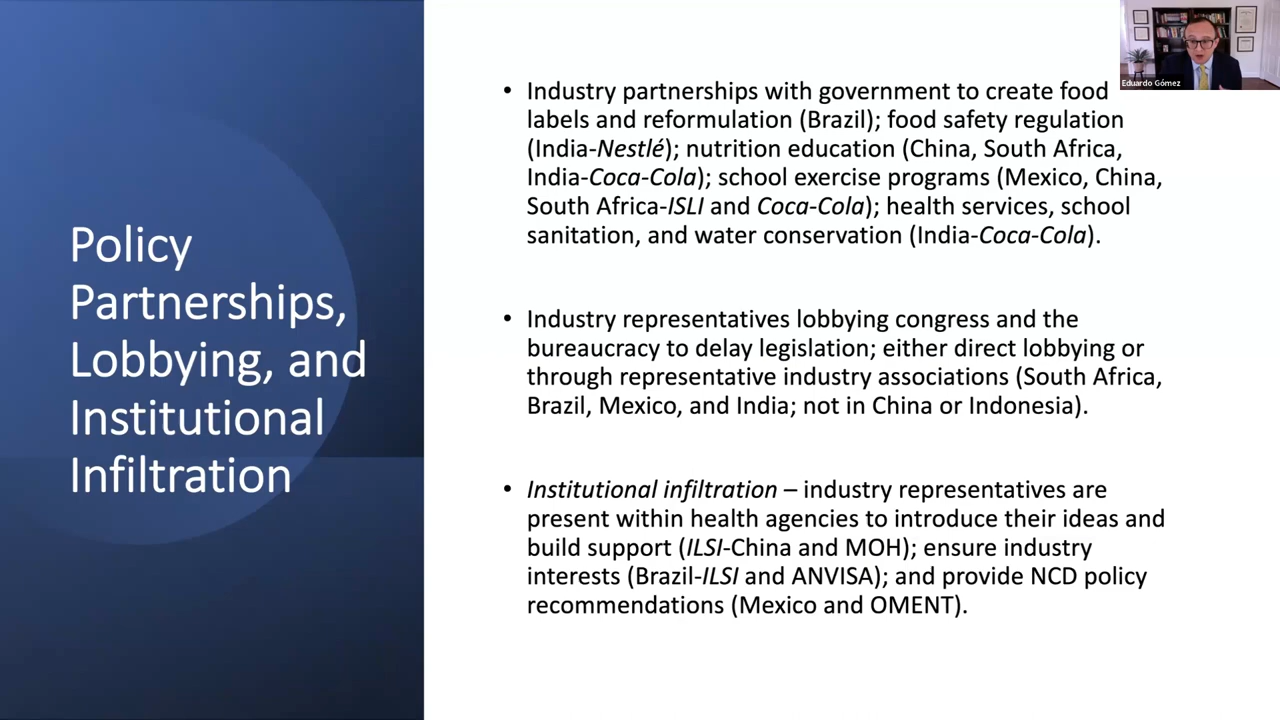 Policy
Partnerships,
Lobbying, and
Institutional
Infiltration
• Industry partnerships with government to create food
labels and reformulation (Brazil); food safety regulation
(India-Nestlé); nutrition education (China, South Africa,
India-Coca-Cola); school exercise programs (Mexico, China,
South Africa-ISLI and Coca-Cola); health services, school
sanitation, and water conservation (India-Coca-Cola).
• Industry representatives lobbying congress and the
bureaucracy to delay legislation; either direct lobbying or
through representative industry associations (South Africa,
Brazil, Mexico, and India; not in China or Indonesia).
• Institutional infiltration – industry representatives are
present within health agencies to introduce their ideas and
build support (ILSI-China and MOH); ensure industry
interests (Brazil-ILSI and ANVISA); and provide NCD policy
recommendations (Mexico and OMENT).
Eduardo Gómez